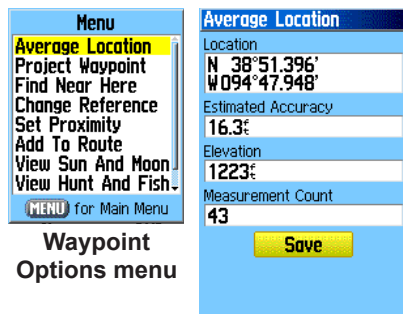 Menu
Average Location
Project Waypoint
Find Near Here
Change Reference
Set Proximity
Add To Route
View Sun And Moon
View Hunt And Fish
MENU for Main Menu
Waypoint
Options menu
Average Location
Location
N 38°51.396'
W094°47.948'
Estimated Accuracy
16.3ft
Elevation
1223ft
Measurement Count
43
Save